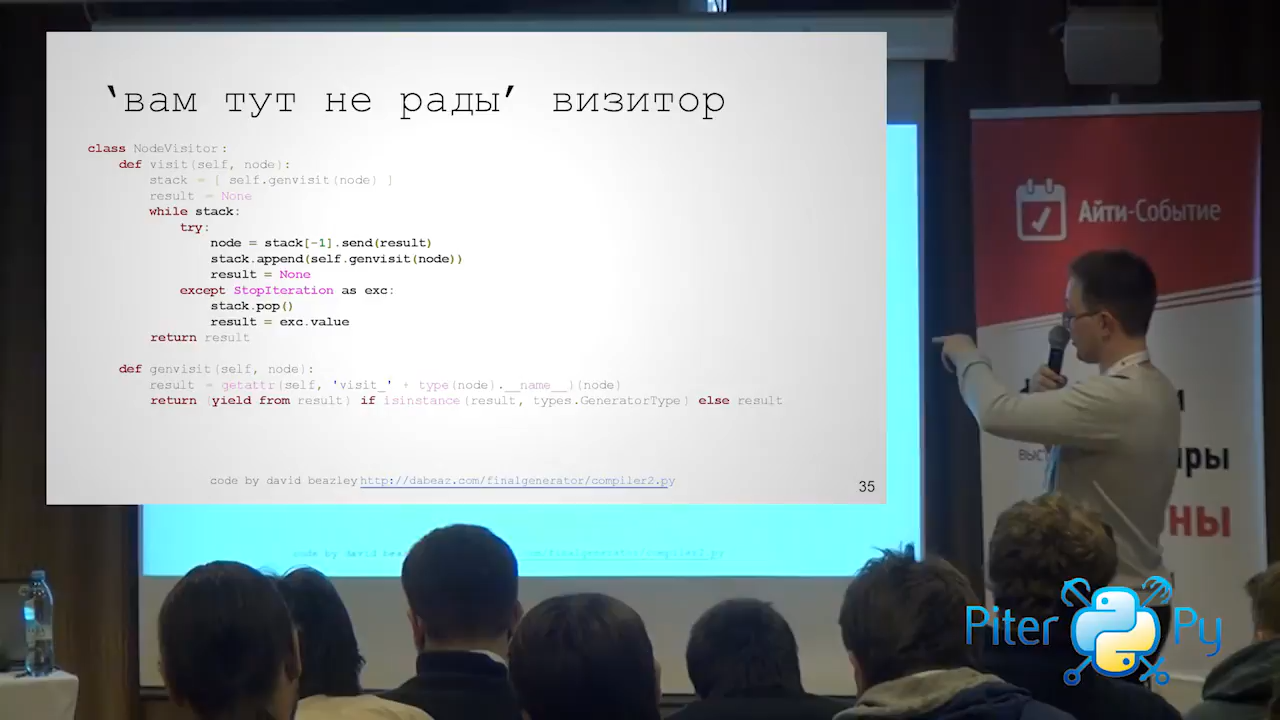 ‘вам тут не рады’ визитор
class NodeVisitor:
def visit(self, node):
stack = [ self.genvisit(node) ]
result = None
while stack:
try:
node = stack[-1].send(result)
stack.append(self.genvisit(node))
result = None
except StopIteration as exc:
stack.pop()
result = exc.value
return result
def genvisit(self, node):
result = getattr(self, 'visit_' + type(node).__name__)(node)
return (yield from result) if isinstance(result, types.GeneratorType) else result
code by david beazley http://dabeaz.com/finalgenerator/compiler2.py
35
Айти-Событие
Piter Py